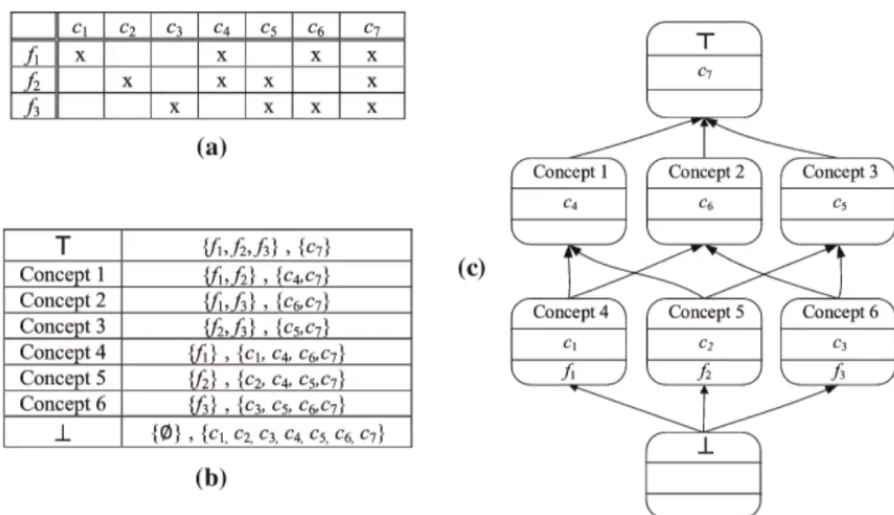 c₁ c₂ c₃ c₄ c₅ c₆ c₇
f₁ x x x x
f₂ x x x x
f₃ x x x x
(a)
⊤ {f₁, f₂, f₃} , {c₇}
Concept 1 {f₁, f₂} , {c₄,c₇}
Concept 2 {f₁, f₃} , {c₆,c₇}
Concept 3 {f₂, f₃} , {c₅,c₇}
Concept 4 {f₁} , {c₁, c₄, c₆,c₇}
Concept 5 {f₂} , {c₂, c₄, c₅,c₇}
Concept 6 {f₃} , {c₃, c₅, c₆,c₇}
⊥ {∅} , {c₁, c₂, c₃, c₄, c₅, c₆, c₇}
(b)
⊤
c₇
Concept 1 Concept 2 Concept 3
c₄ c₆ c₅
(c)
Concept 4 Concept 5 Concept 6
c₁ c₂ c₃
f₁ f₂ f₃
⊥